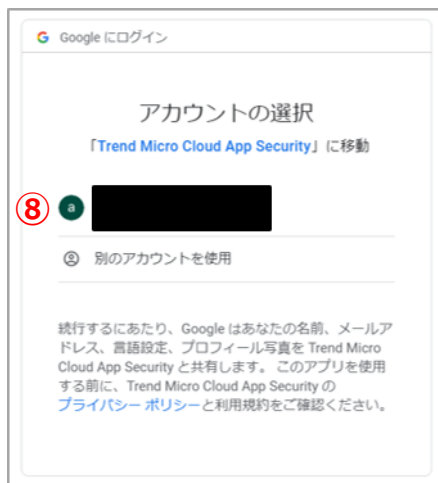 Google にログイン
アカウントの選択
「Trend Micro Cloud App Security」に移動
⑧ a
別のアカウントを使用
続行するにあたり、Google はあなたの名前、メールア
ドレス、言語設定、プロフィール写真を Trend Micro
Cloud App Security と共有します。 このアプリを使用
する前に、Trend Micro Cloud App Security の
プライバシー ポリシーと利用規約をご確認ください。